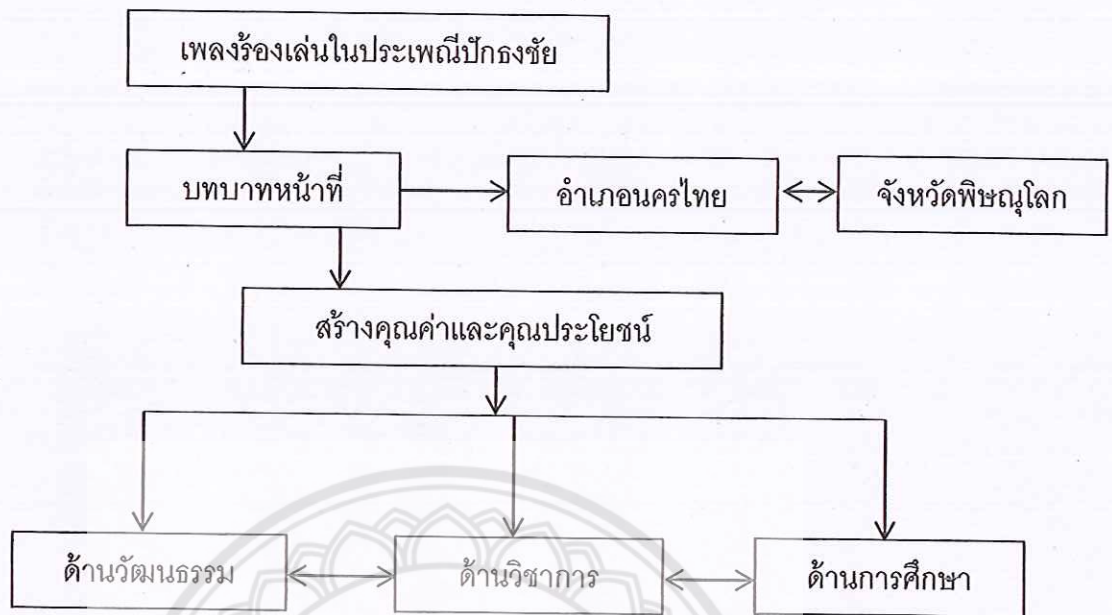 เพลงร้องเล่นในประเพณีปักธงชัย
บทบาทหน้าที่
อำเภอนครไทย
จังหวัดพิษณุโลก
สร้างคุณค่าและคุณประโยชน์
ด้านวัฒนธรรม
ด้านวิชาการ
ด้านการศึกษา